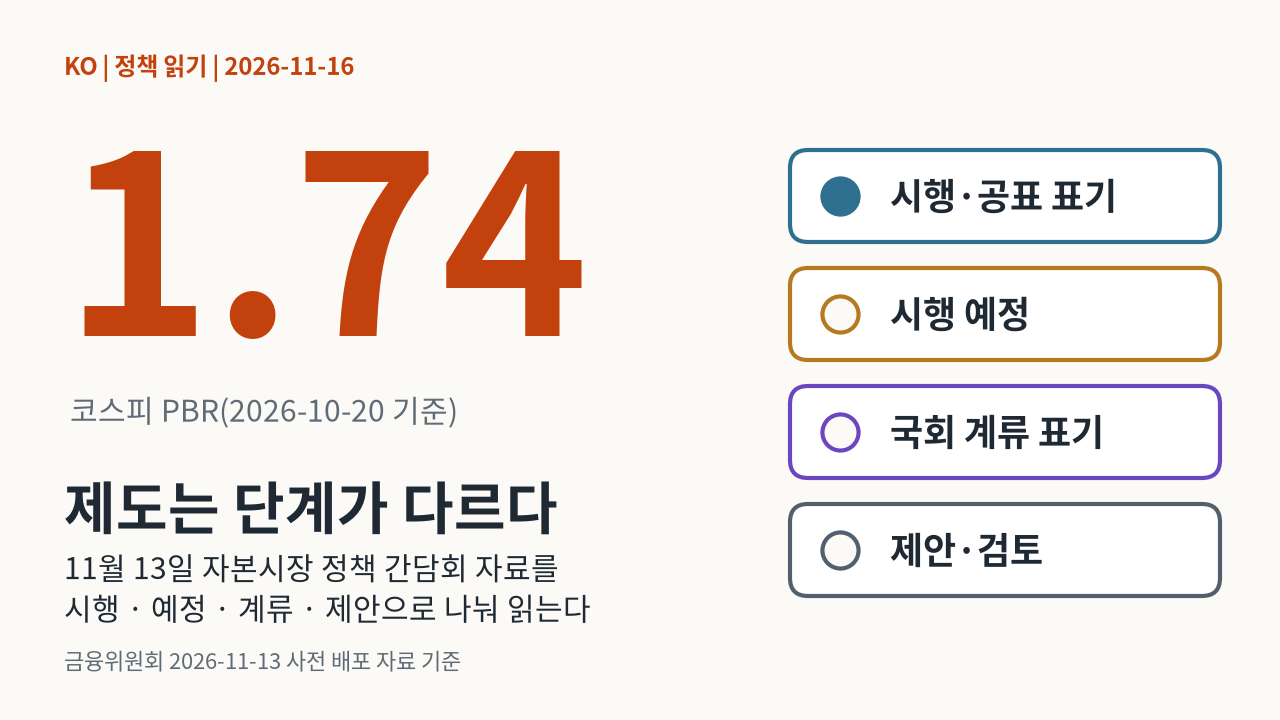 KO | 정책 읽기 | 2026-11-16
1.74
코스피 PBR(2026-10-20 기준)
제도는 단계가 다르다
11월 13일 자본시장 정책 간담회 자료를
시행 · 예정 · 계류 · 제안으로 나눠 읽는다
금융위원회 2026-11-13 사전 배포 자료 기준
시행·공표 표기
시행 예정
국회 계류 표기
제안·검토